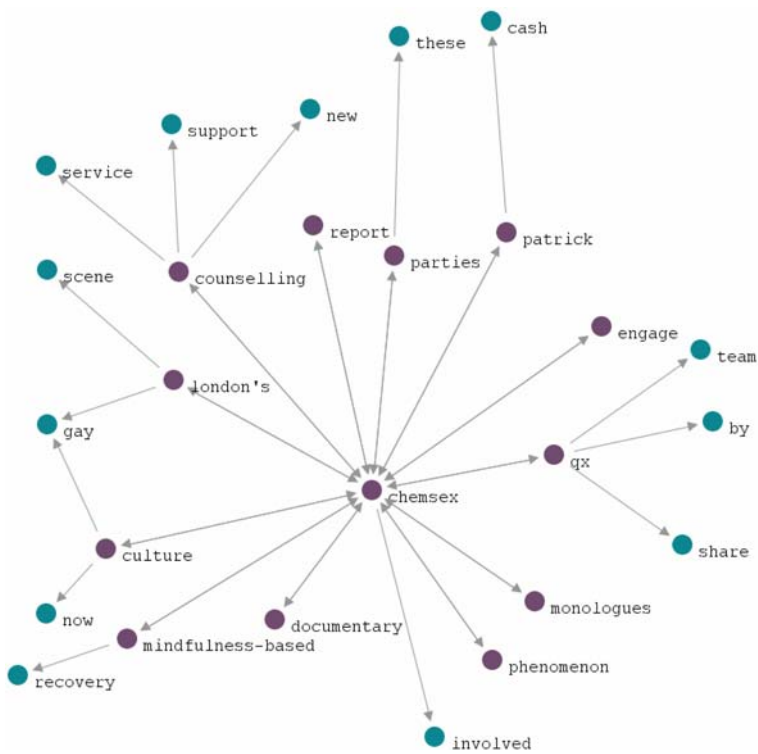 cash
these
new
support
service
report
patrick
parties
scene
counselling
engage
team
london's
by
gay
qx
chemsex
share
culture
monologues
now
documentary
mindfulness-based
phenomenon
recovery
involved